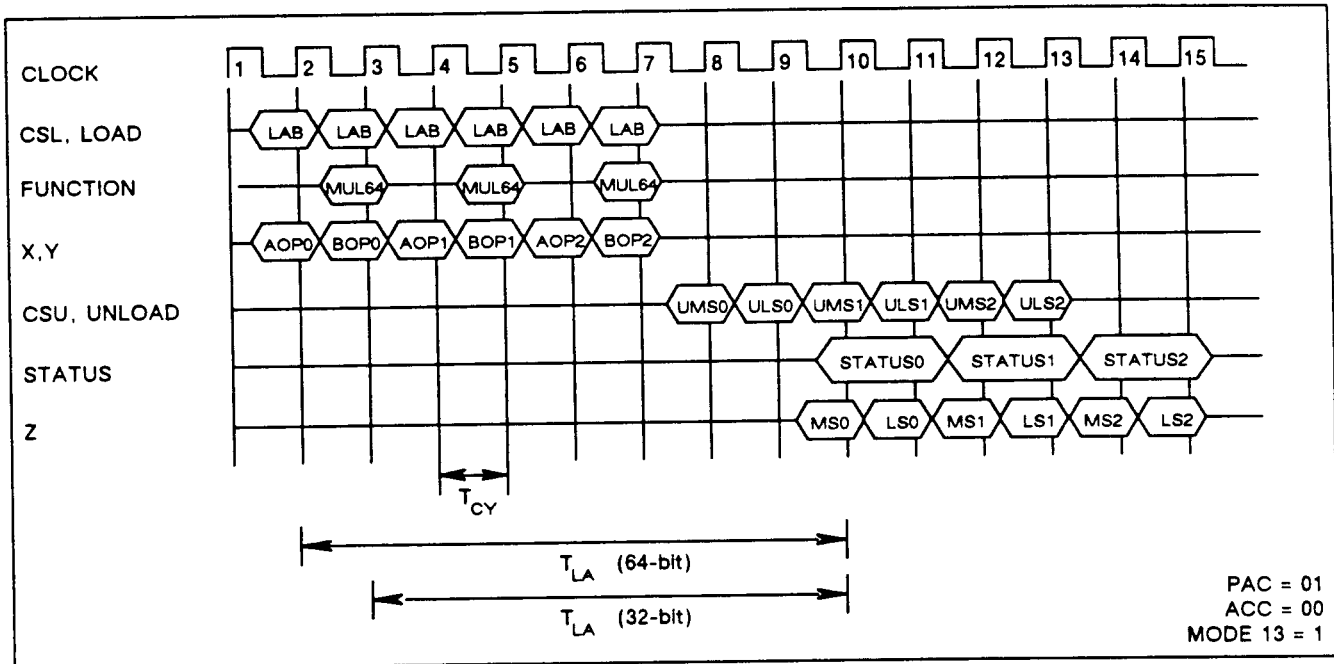 CLOCK 1 2 3 4 5 6 7 8 9 10 11 12 13 14 15
CSL, LOAD LAB LAB LAB LAB LAB LAB
FUNCTION MUL64 MUL64 MUL64
X,Y AOP0 BOP0 AOP1 BOP1 AOP2 BOP2
CSU, UNLOAD UMS0 ULS0 UMS1 ULS1 UMS2 ULS2
STATUS STATUS0 STATUS1 STATUS2
Z MS0 LS0 MS1 LS1 MS2 LS2
TCY
TLA (64-bit)
TLA (32-bit)
PAC = 01
ACC = 00
MODE 13 = 1